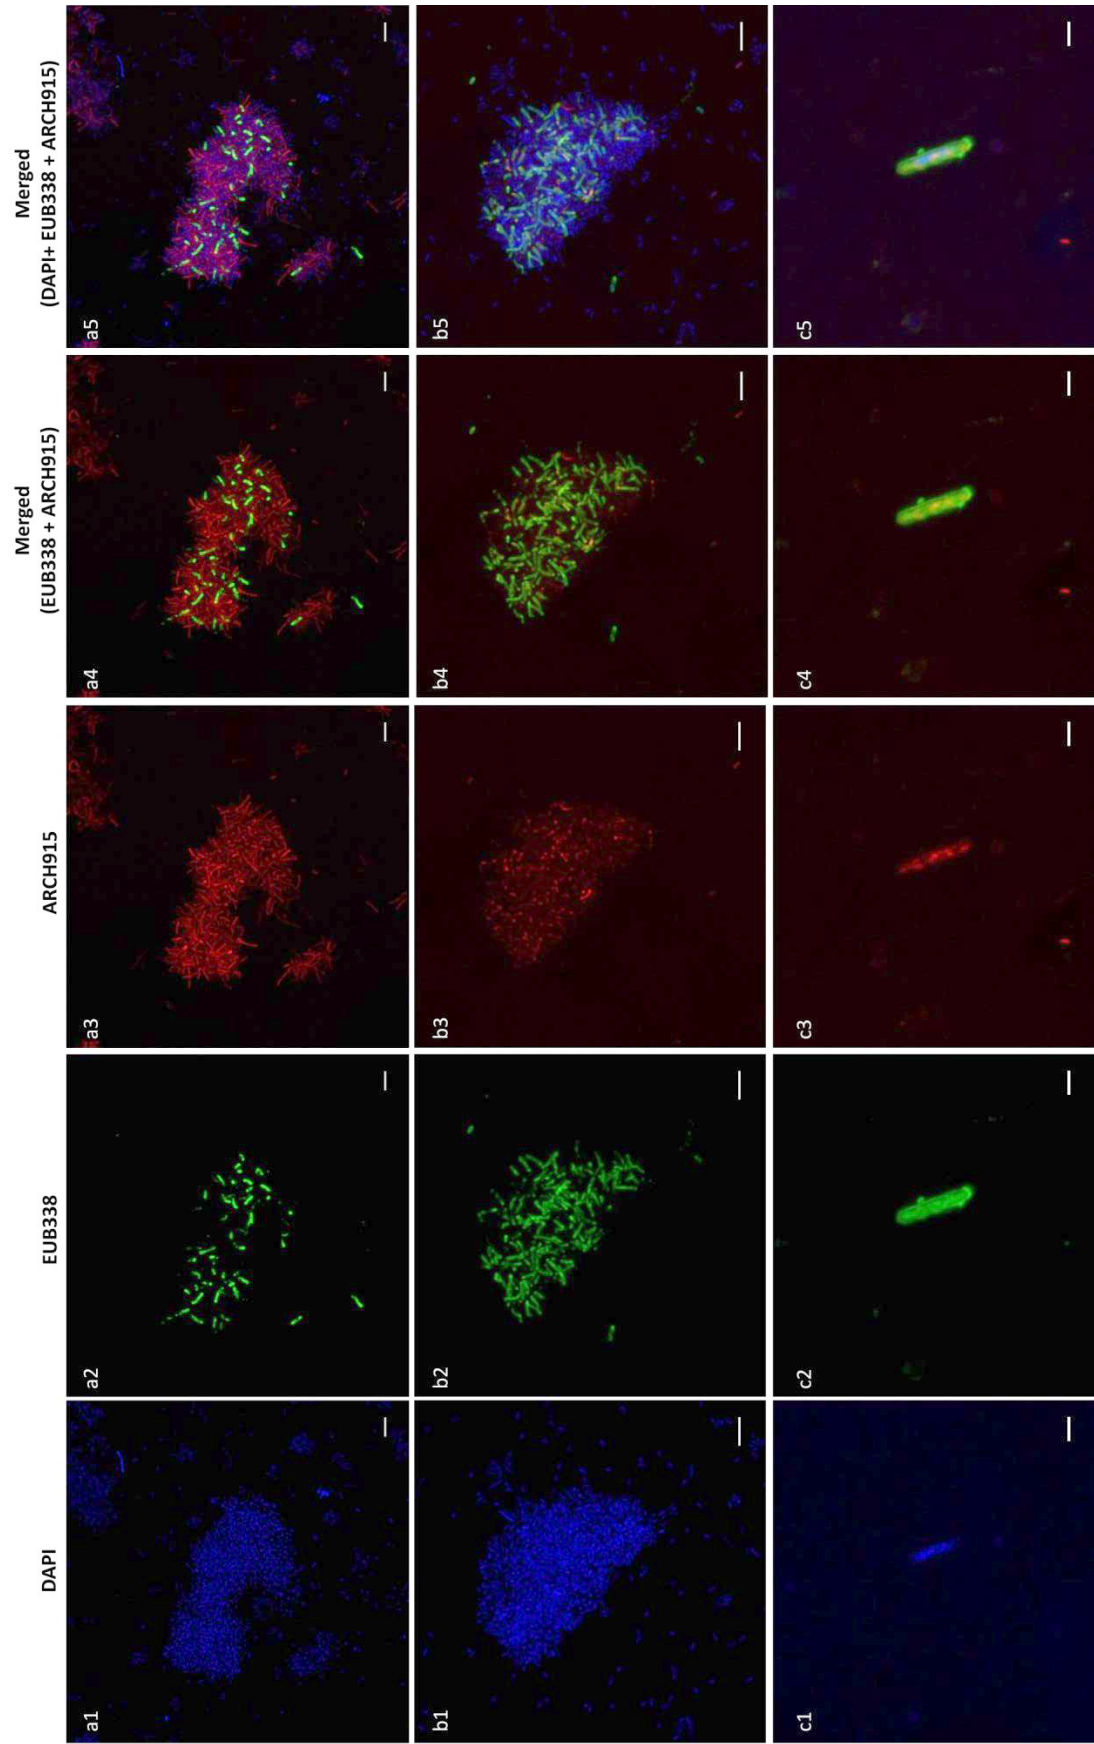 DAPI
EUB338
ARCH915
Merged
(EUB338 + ARCH915)
Merged
(DAPI+ EUB338 + ARCH915)
a1
a2
a3
a4
a5
b1
b2
b3
b4
b5
c1
c2
c3
c4
c5